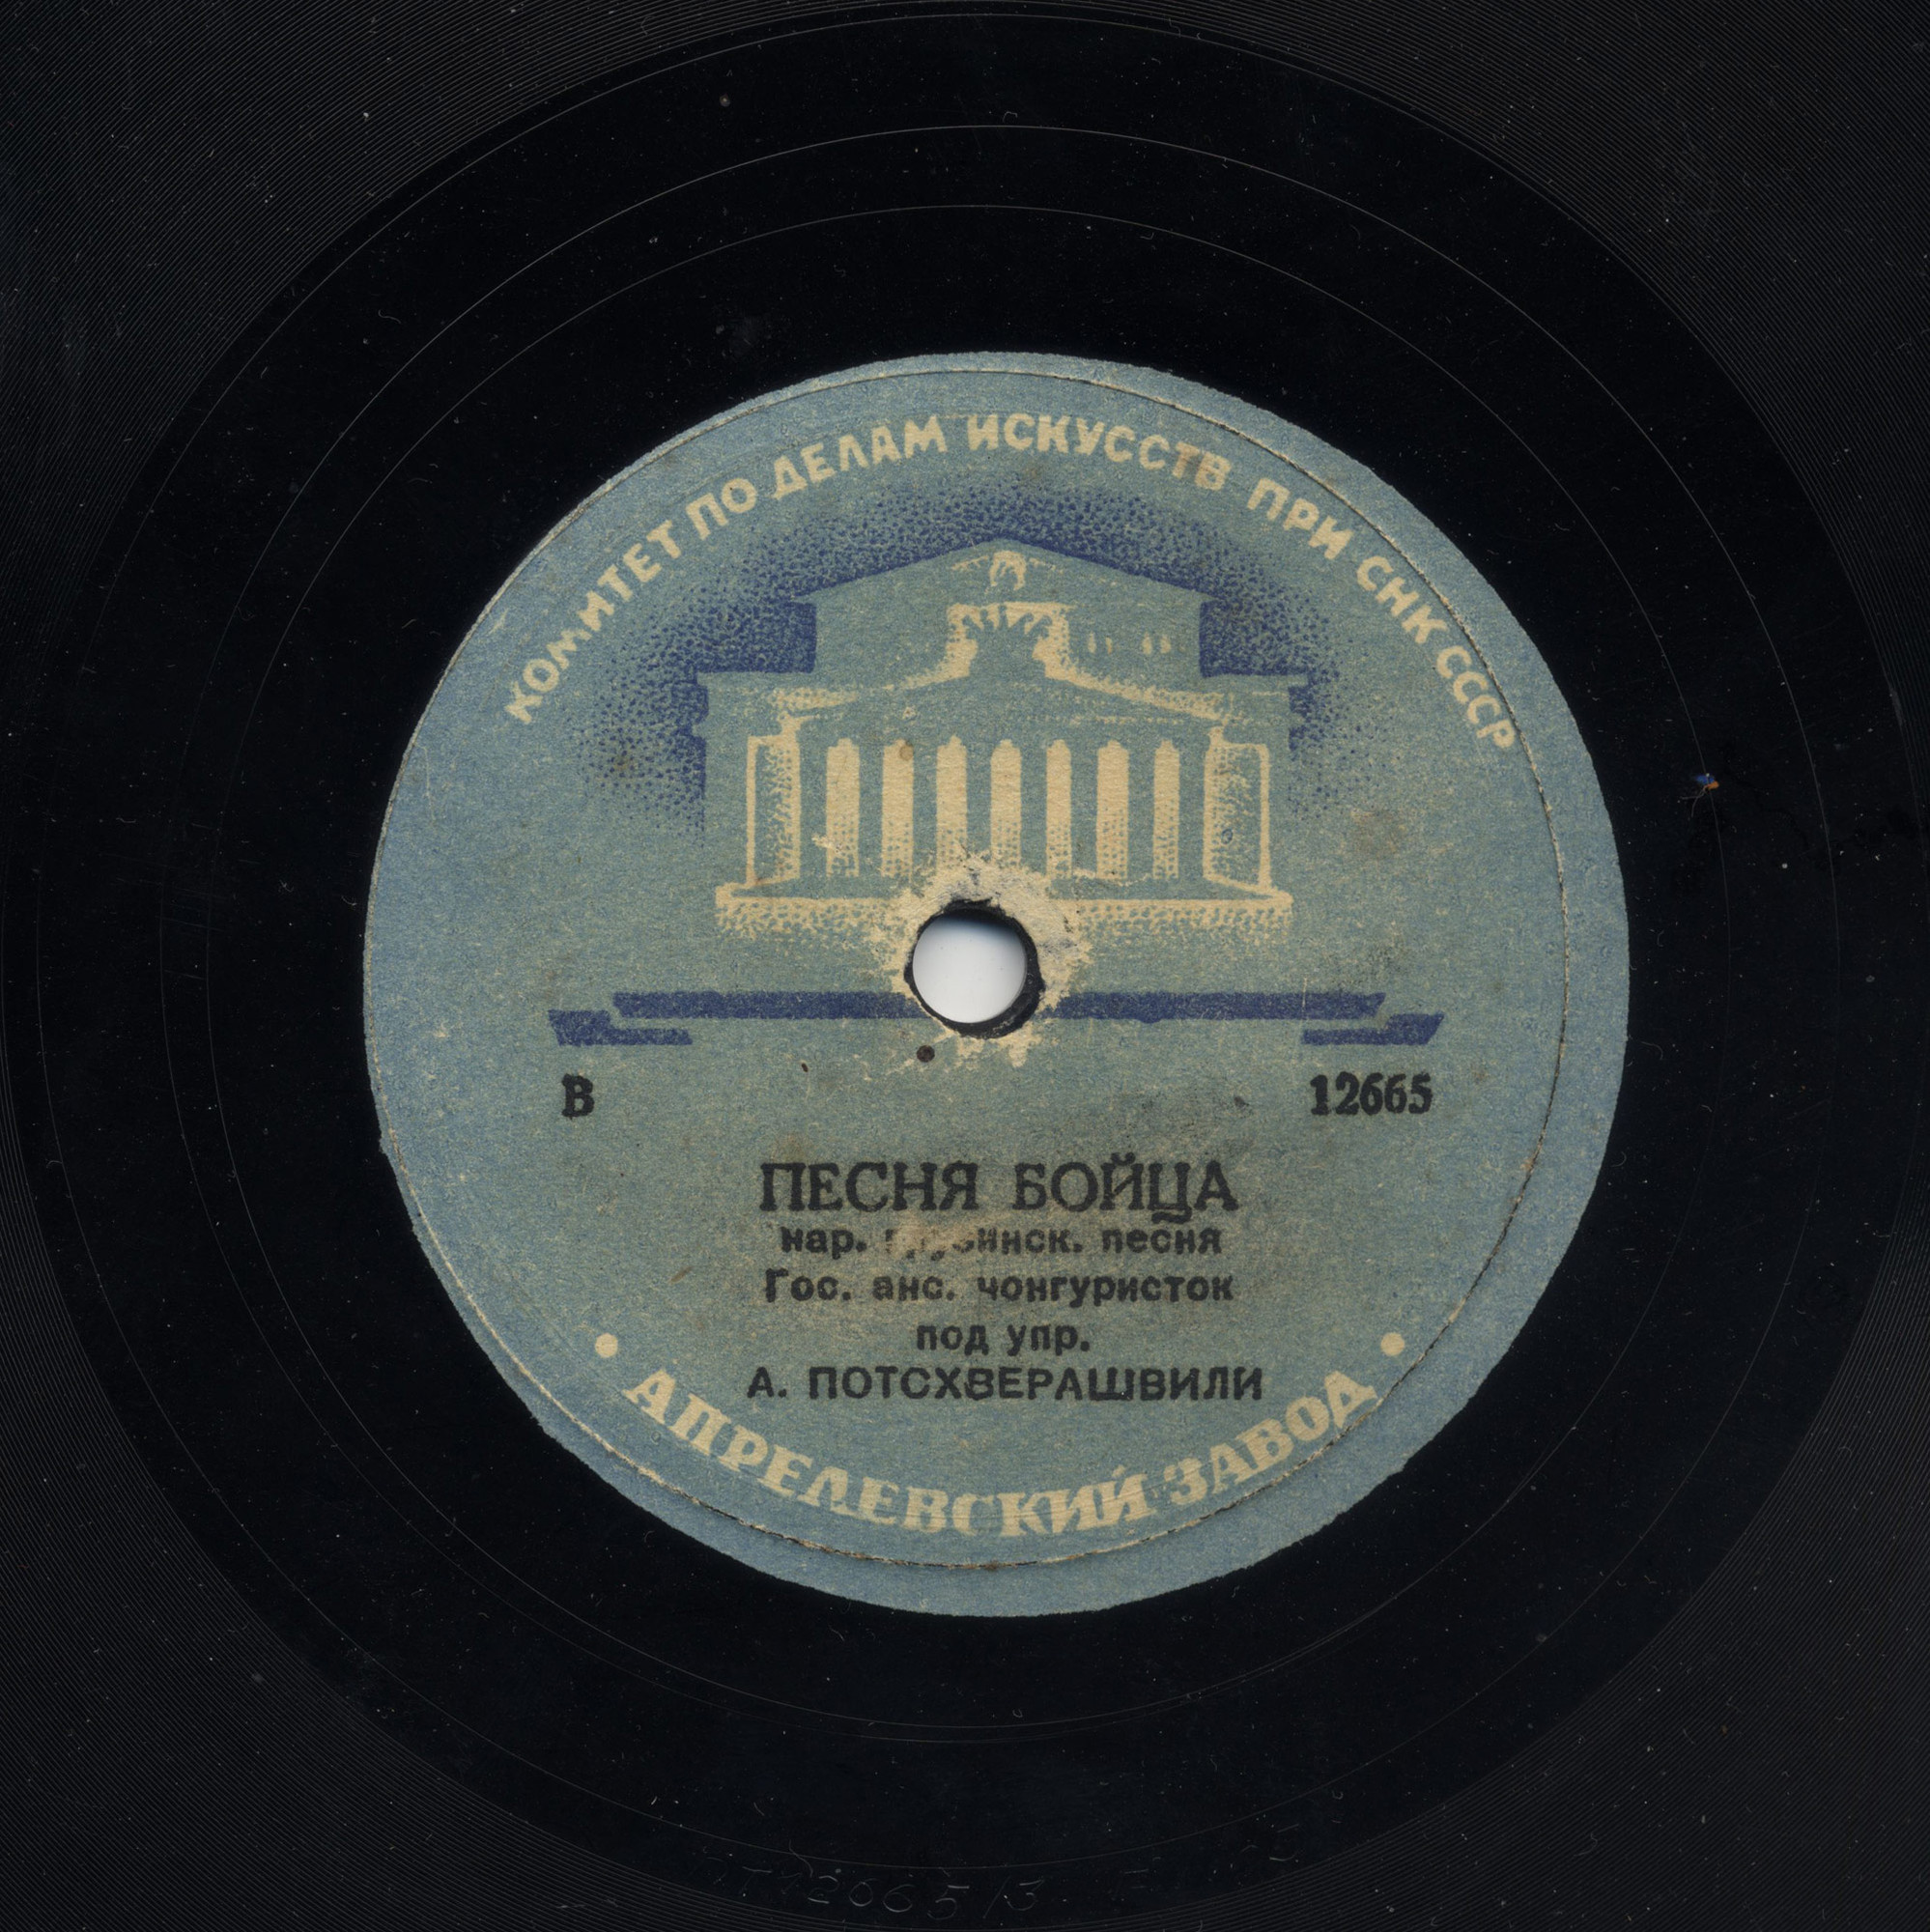 КОМИТЕТ ПО ДЕЛАМ ИСКУССТВ ПРИ СНК СССР
В 12665
ПЕСНЯ БОЙЦА
нар. песня
Гос. анс. чонгуристок
под упр.
А. ПОТСХВЕРАШВИЛИ
• АПРЕЛЕВСКИЙ ЗАВОД •